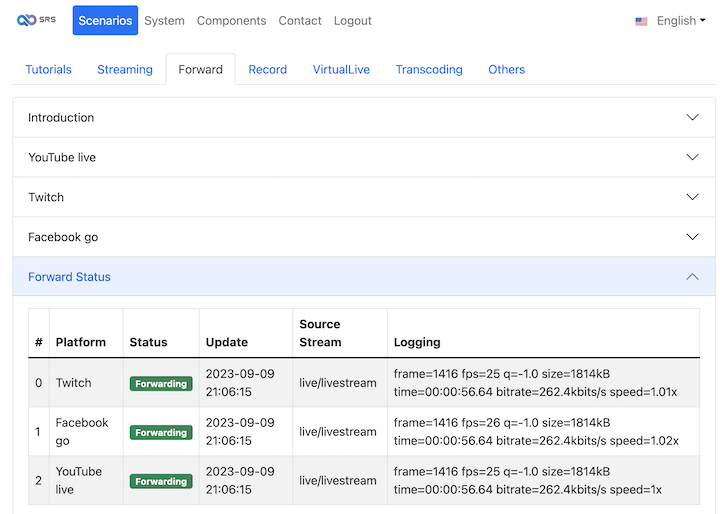 SRS Scenarios System Components Contact Logout English
Tutorials Streaming Forward Record VirtualLive Transcoding Others
Introduction
YouTube live
Twitch
Facebook go
Forward Status
# Platform Status Update Source Stream Logging
0 Twitch Forwarding 2023-09-09 21:06:15 live/livestream frame=1416 fps=25 q=-1.0 size=1814kB
time=00:00:56.64 bitrate=262.4kbits/s speed=1.01x
1 Facebook go Forwarding 2023-09-09 21:06:15 live/livestream frame=1416 fps=26 q=-1.0 size=1814kB
time=00:00:56.64 bitrate=262.4kbits/s speed=1.02x
2 YouTube live Forwarding 2023-09-09 21:06:15 live/livestream frame=1416 fps=25 q=-1.0 size=1814kB
time=00:00:56.64 bitrate=262.4kbits/s speed=1x